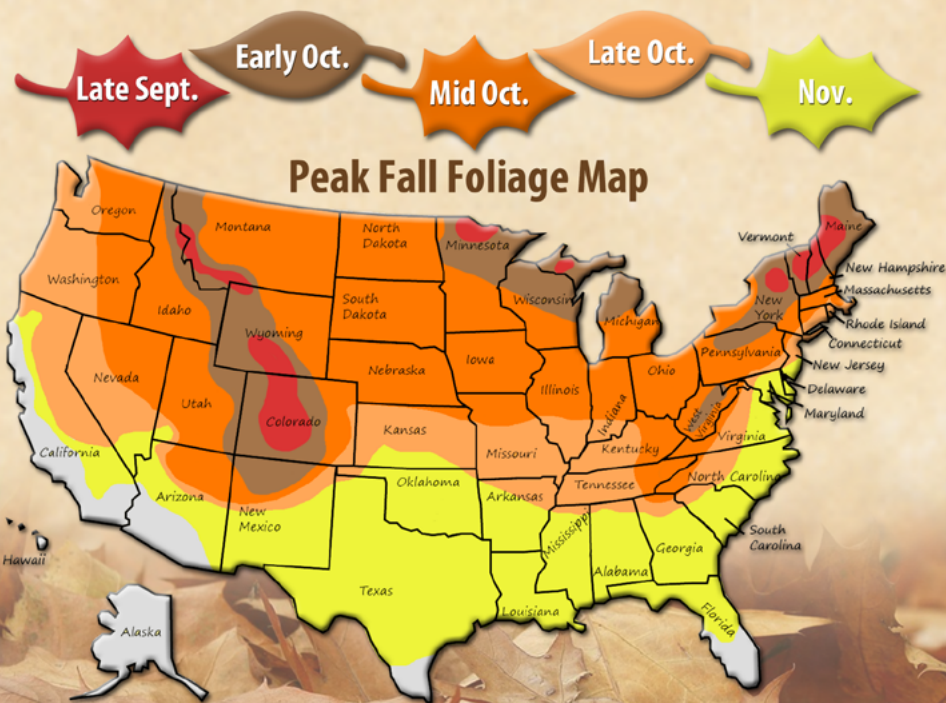 Late Sept.
Early Oct.
Mid Oct.
Late Oct.
Nov.
Peak Fall Foliage Map
Oregon
Washington
Montana
Idaho
Wyoming
North
Dakota
South
Dakota
Minnesota
Wisconsin
Michigan
Vermont
Maine
New Hampshire
Massachusetts
New
York
Rhode Island
Connecticut
Pennsylvania
New Jersey
Delaware
Maryland
Nevada
Utah
Colorado
Nebraska
Iowa
Illinois
Indiana
Ohio
West
Virginia
Virginia
Kansas
Missouri
Kentucky
California
Arizona
New
Mexico
Oklahoma
Arkansas
Tennessee
North Carolina
South
Carolina
Mississippi
Alabama
Georgia
Texas
Louisiana
Florida
Hawaii
Alaska